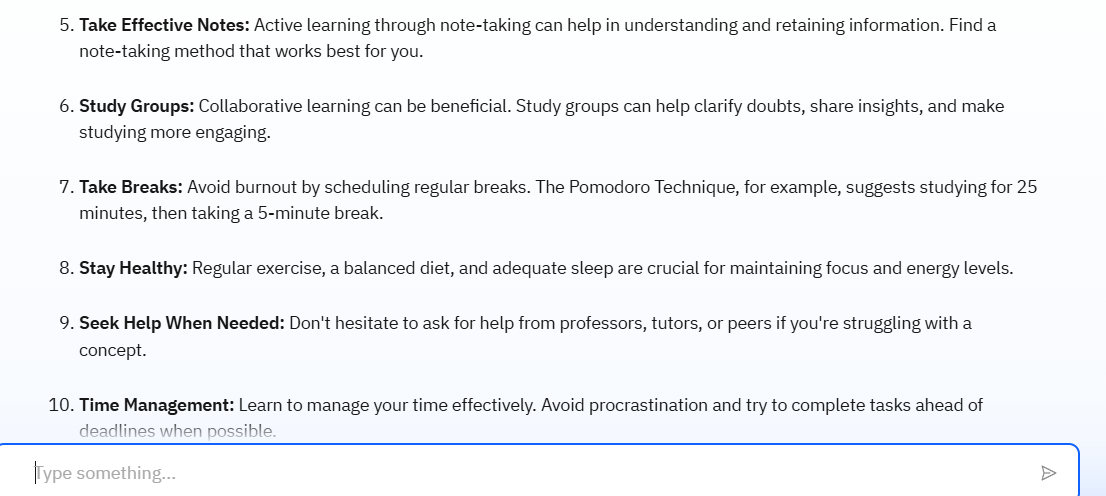 5. Take Effective Notes: Active learning through note-taking can help in understanding and retaining information. Find a
note-taking method that works best for you.
6. Study Groups: Collaborative learning can be beneficial. Study groups can help clarify doubts, share insights, and make
studying more engaging.
7. Take Breaks: Avoid burnout by scheduling regular breaks. The Pomodoro Technique, for example, suggests studying for 25
minutes, then taking a 5-minute break.
8. Stay Healthy: Regular exercise, a balanced diet, and adequate sleep are crucial for maintaining focus and energy levels.
9. Seek Help When Needed: Don't hesitate to ask for help from professors, tutors, or peers if you're struggling with a
concept.
10. Time Management: Learn to manage your time effectively. Avoid procrastination and try to complete tasks ahead of
deadlines when possible.
Type something...